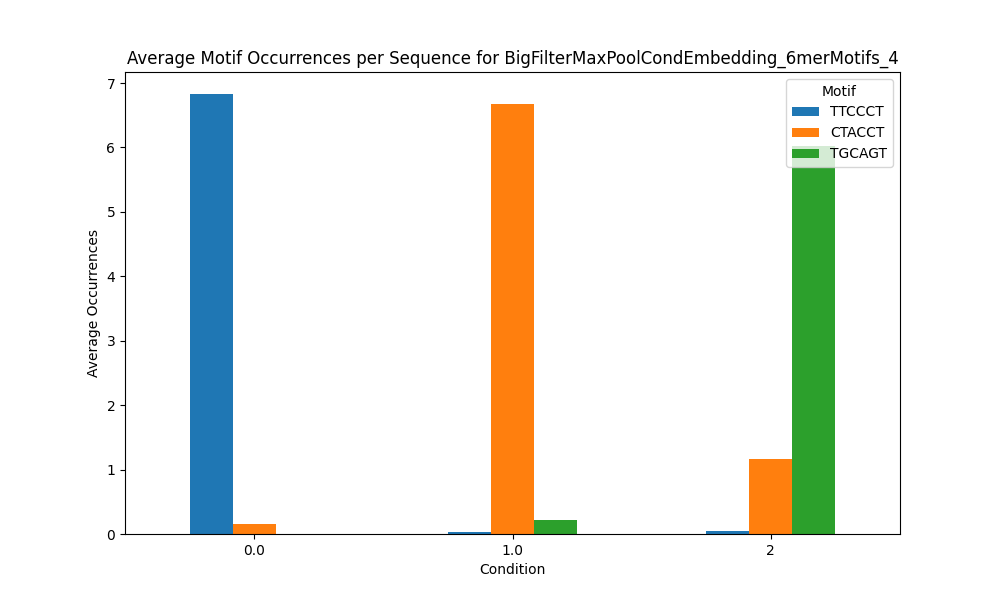 Average Motif Occurrences per Sequence for BigFilterMaxPoolCondEmbedding_6merMotifs_4
Motif
TTCCCT
CTACCT
TGCAGT
7
6
5
4
3
2
1
0
Average Occurrences
0.0
1.0
2
Condition